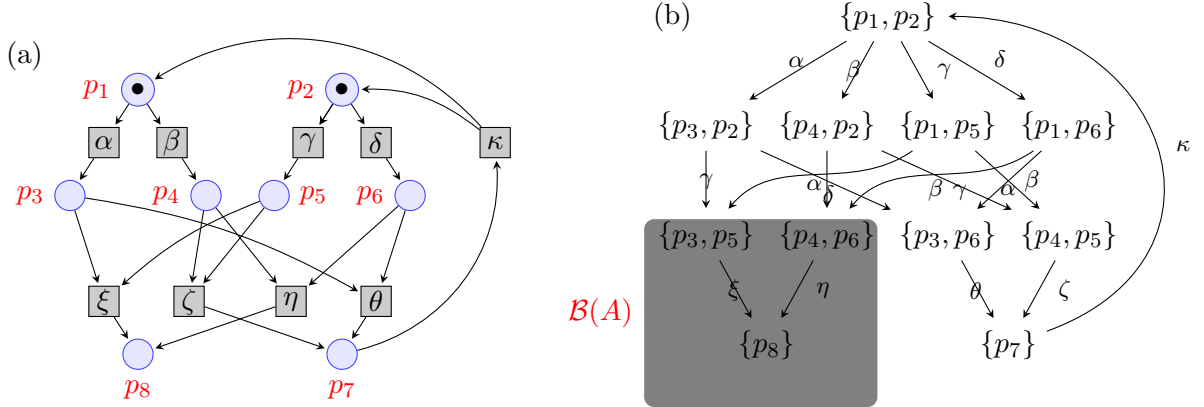 (a)
p1
p2
α
β
γ
δ
κ
p3
p4
p5
p6
ξ
ζ
η
θ
p8
p7
(b)
{p1, p2}
α
β
γ
δ
{p3, p2}
{p4, p2}
{p1, p5}
{p1, p6}
κ
γ
α
δ
β
γ
α
β
{p3, p5}
{p4, p6}
{p3, p6}
{p4, p5}
ξ
η
θ
ζ
B(A)
{p8}
{p7}